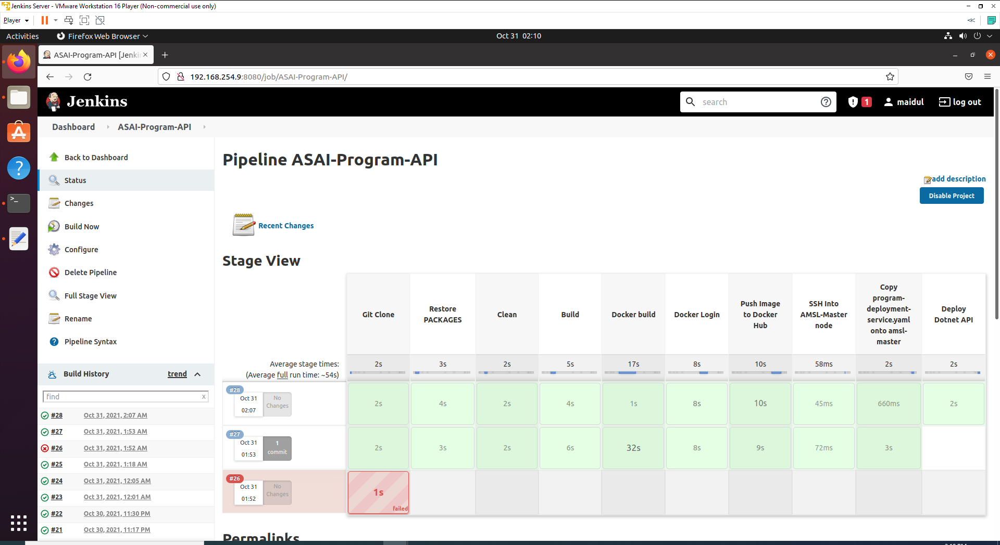 Jenkins Server - VMware Workstation 16 Player (Non-commercial use only)
Player
Activities
Firefox Web Browser
Oct 31 02:10
ASAI-Program-API [Jenki
192.168.254.9:8080/job/ASAI-Program-API/
Jenkins
search
1
maidul
log out
Dashboard
ASAI-Program-API
Back to Dashboard
Status
Changes
Build Now
Configure
Delete Pipeline
Full Stage View
Rename
Pipeline Syntax
Build History
trend
find
x
#28 Oct 31, 2021, 2:07 AM
#27 Oct 31, 2021, 1:53 AM
#26 Oct 31, 2021, 1:52 AM
#25 Oct 31, 2021, 1:18 AM
#24 Oct 31, 2021, 12:05 AM
#23 Oct 31, 2021, 12:01 AM
#22 Oct 30, 2021, 11:30 PM
#21 Oct 30, 2021, 11:17 PM
Pipeline ASAI-Program-API
add description
Disable Project
Recent Changes
Stage View
Git Clone
Restore
PACKAGES
Clean
Build
Docker build
Docker Login
Push Image
to Docker
Hub
SSH Into
AMSL-Master
node
Copy
program-
deployment-
service.yaml
onto amsl-
master
Deploy
Dotnet API
Average stage times:
(Average full run time: ~54s)
2s 3s 2s 5s 17s 8s 10s 58ms 2s 2s
#28
Oct 31
02:07
No
Changes
2s 4s 2s 4s 1s 8s 10s 45ms 660ms 2s
#27
Oct 31
01:53
1
commit
2s 3s 2s 6s 32s 8s 9s 72ms 3s
#26
Oct 31
01:52
No
Changes
1s
failed
Permalinks